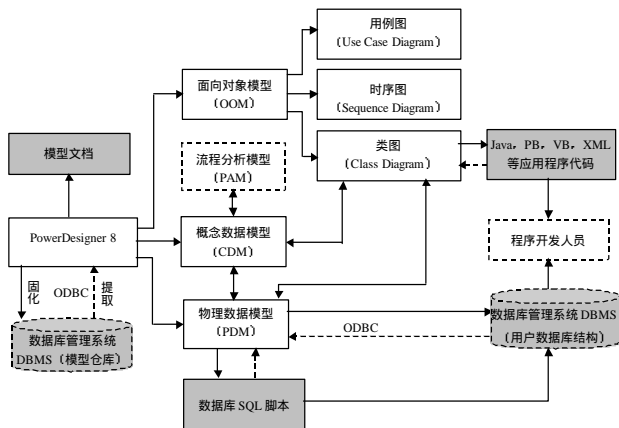 用例图
(Use Case Diagram)
面向对象模型
(OOM)
时序图
(Sequence Diagram)
类图
(Class Diagram)
Java，PB，VB，XML
等应用程序代码
模型文档
流程分析模型
(PAM)
PowerDesigner 8
概念数据模型
(CDM)
程序开发人员
固化
ODBC
提取
物理数据模型
(PDM)
ODBC
数据库管理系统 DBMS
(用户数据库结构)
数据库管理系统
DBMS（模型仓库）
数据库 SQL 脚本